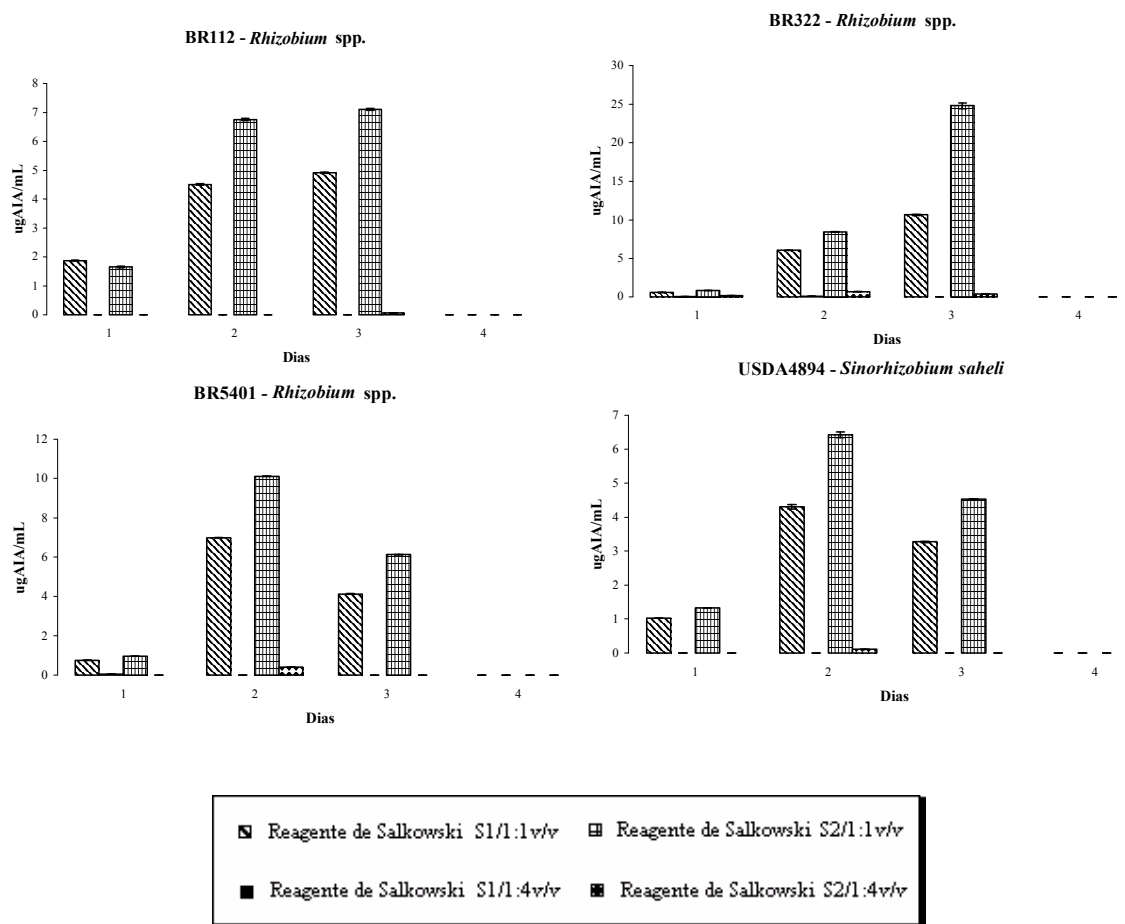 BR112 - Rhizobium spp.
8
7
6
5
4
3
2
1
0
ugAIA/mL
1 2 3 4
Dias
BR322 - Rhizobium spp.
30
25
20
15
10
5
0
ugAIA/mL
1 2 3 4
Dias
BR5401 - Rhizobium spp.
12
10
8
6
4
2
0
ugAIA/mL
1 2 3 4
Dias
USDA4894 - Sinorhizobium saheli
7
6
5
4
3
2
1
0
ugAIA/mL
1 2 3 4
Dias
Reagente de Salkowski S1/1:1v/v
Reagente de Salkowski S2/1:1v/v
Reagente de Salkowski S1/1:4v/v
Reagente de Salkowski S2/1:4v/v